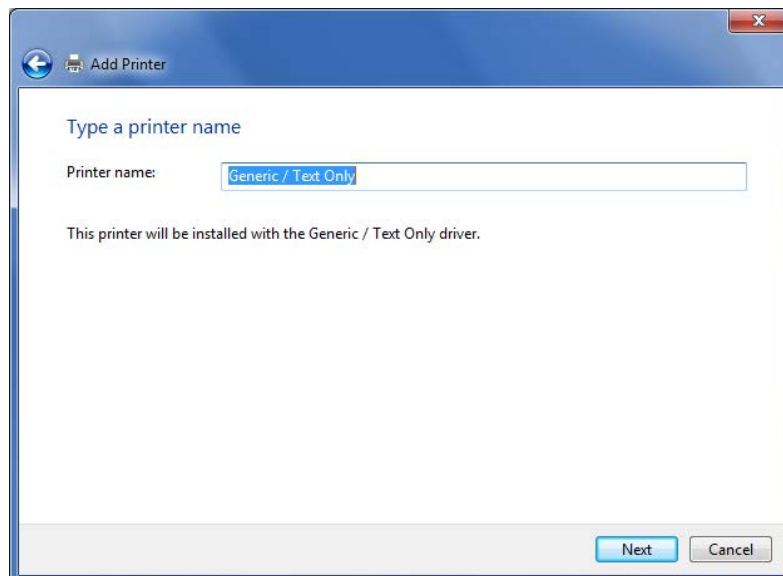 Add Printer
Type a printer name
Printer name: Generic / Text Only
This printer will be installed with the Generic / Text Only driver.
Next Cancel